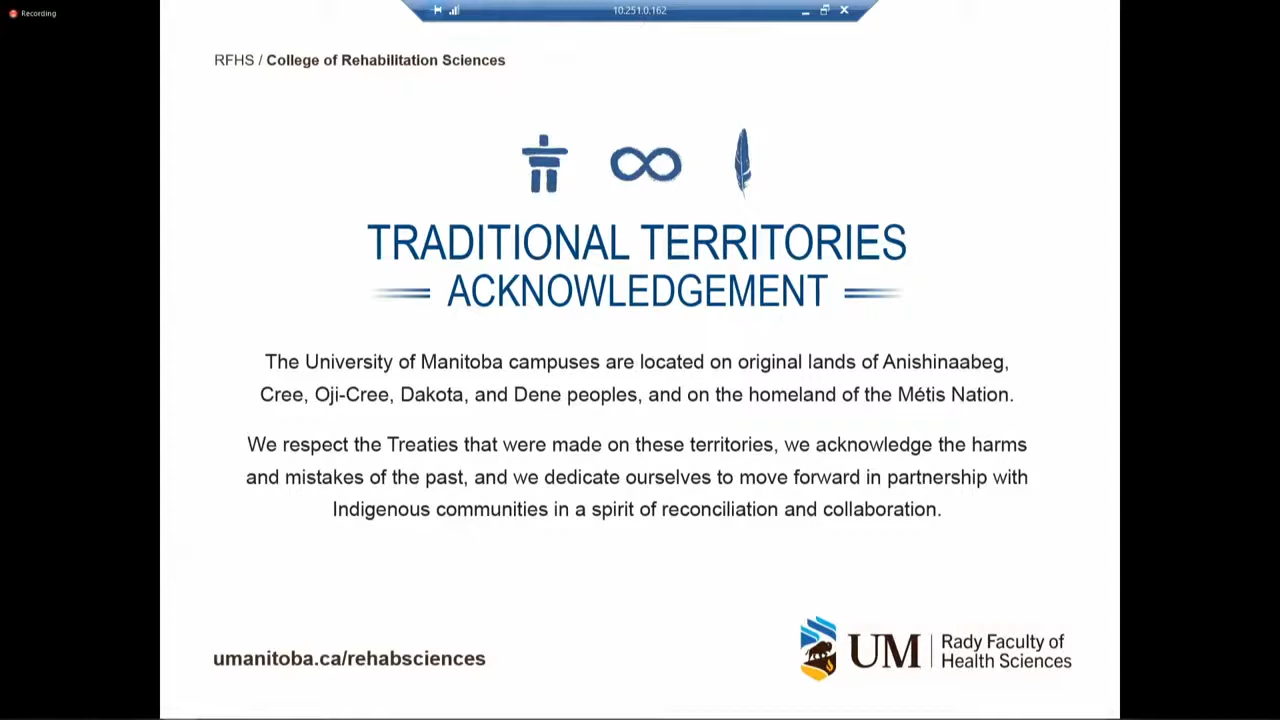 Recording
10.251.0.162
RFHS / College of Rehabilitation Sciences
TRADITIONAL TERRITORIES
ACKNOWLEDGEMENT
The University of Manitoba campuses are located on original lands of Anishinaabeg,
Cree, Oji-Cree, Dakota, and Dene peoples, and on the homeland of the Métis Nation.
We respect the Treaties that were made on these territories, we acknowledge the harms
and mistakes of the past, and we dedicate ourselves to move forward in partnership with
Indigenous communities in a spirit of reconciliation and collaboration.
umanitoba.ca/rehabsciences
UM
Rady Faculty of
Health Sciences